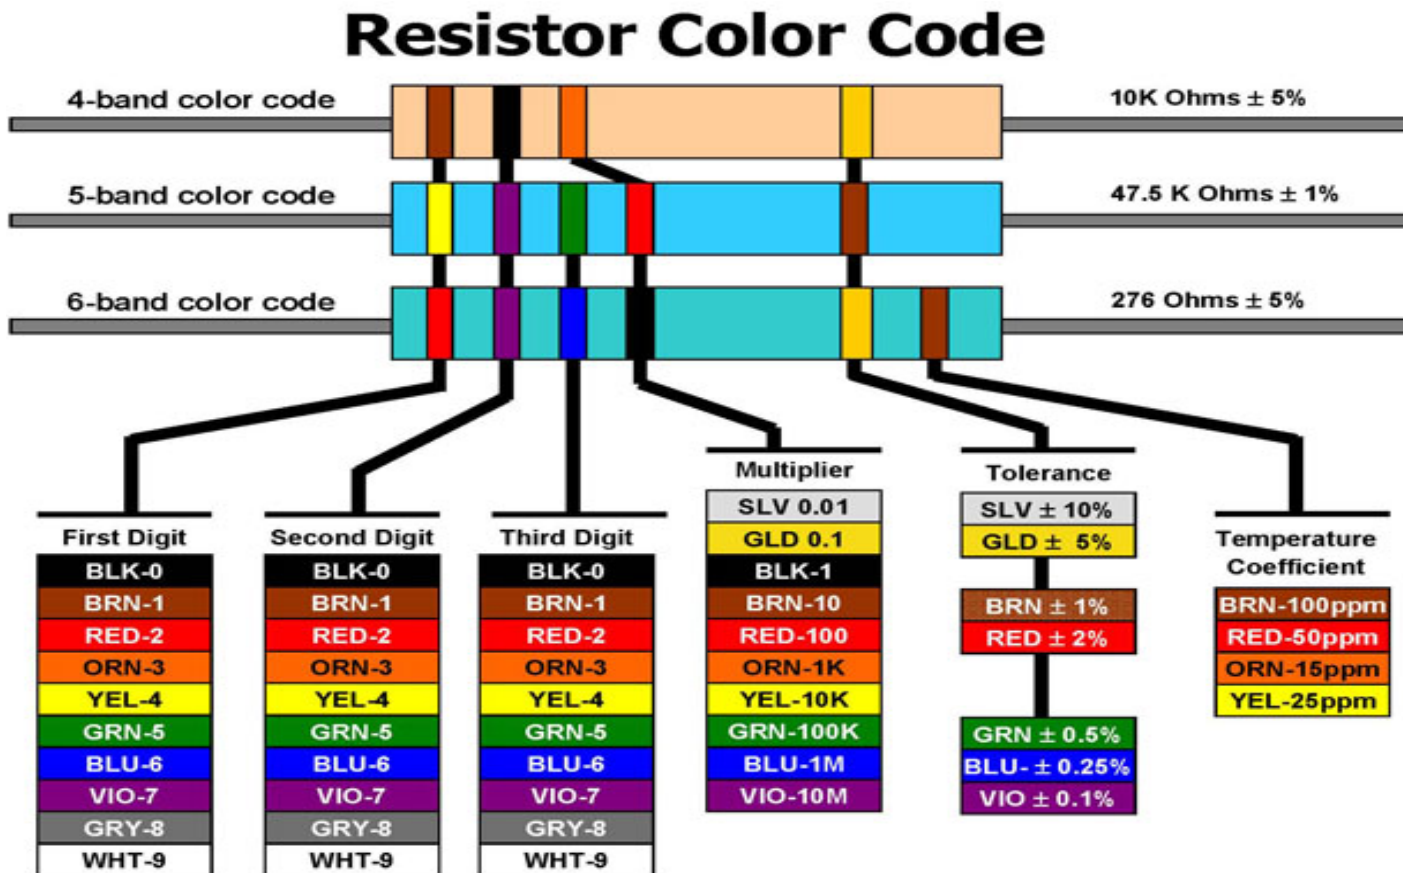 Resistor Color Code
4-band color code
10K Ohms ± 5%
5-band color code
47.5 K Ohms ± 1%
6-band color code
276 Ohms ± 5%
First Digit
BLK-0
BRN-1
RED-2
ORN-3
YEL-4
GRN-5
BLU-6
VIO-7
GRY-8
WHT-9
Second Digit
BLK-0
BRN-1
RED-2
ORN-3
YEL-4
GRN-5
BLU-6
VIO-7
GRY-8
WHT-9
Third Digit
BLK-0
BRN-1
RED-2
ORN-3
YEL-4
GRN-5
BLU-6
VIO-7
GRY-8
WHT-9
Multiplier
SLV 0.01
GLD 0.1
BLK-1
BRN-10
RED-100
ORN-1K
YEL-10K
GRN-100K
BLU-1M
VIO-10M
Tolerance
SLV ± 10%
GLD ± 5%
BRN ± 1%
RED ± 2%
GRN ± 0.5%
BLU- ± 0.25%
VIO ± 0.1%
Temperature
Coefficient
BRN-100ppm
RED-50ppm
ORN-15ppm
YEL-25ppm